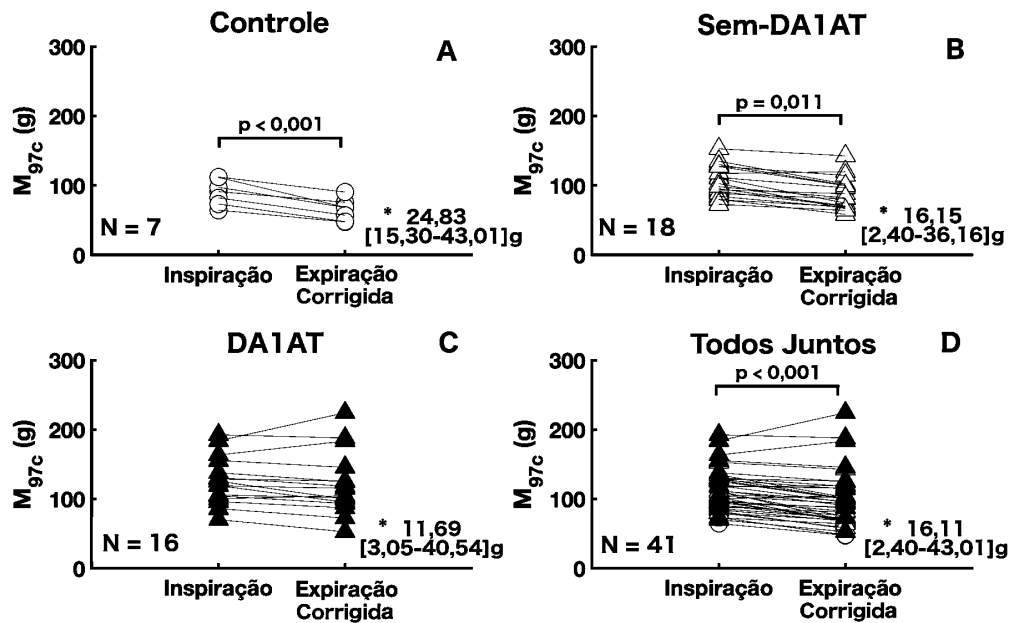 Controle
A
300
200
100
0
M97c (g)
p < 0,001
N = 7
* 24,83
[15,30-43,01]g
Inspiração
Expiração
Corrigida
Sem-DA1AT
B
300
200
100
0
M97c (g)
p = 0,011
N = 18
* 16,15
[2,40-36,16]g
Inspiração
Expiração
Corrigida
DA1AT
C
300
200
100
0
M97c (g)
N = 16
* 11,69
[3,05-40,54]g
Inspiração
Expiração
Corrigida
Todos Juntos
D
300
200
100
0
M97c (g)
p < 0,001
N = 41
* 16,11
[2,40-43,01]g
Inspiração
Expiração
Corrigida